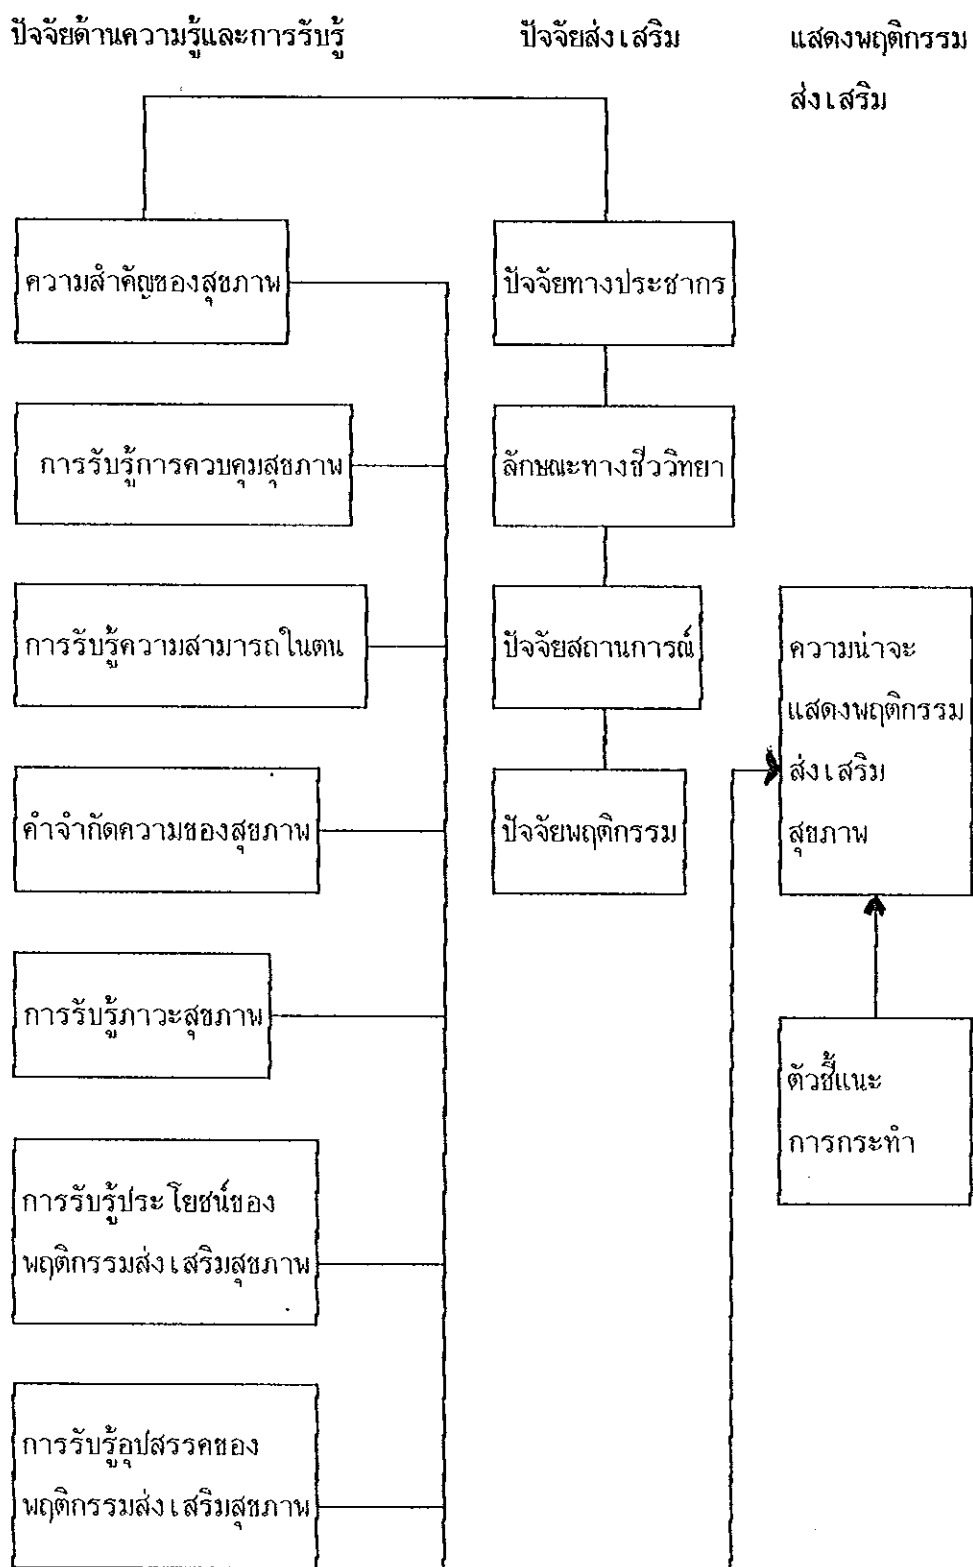 ปัจจัยด้านความรู้และการรับรู้
ปัจจัยส่งเสริม
แสดงพฤติกรรม
ส่งเสริม
ความสำคัญของสุขภาพ
การรับรู้การควบคุมสุขภาพ
การรับรู้ความสามารถในตน
คำจำกัดความของสุขภาพ
การรับรู้ภาวะสุขภาพ
การรับรู้ประโยชน์ของ
พฤติกรรมส่งเสริมสุขภาพ
การรับรู้อุปสรรคของ
พฤติกรรมส่งเสริมสุขภาพ
ปัจจัยทางประชากร
ลักษณะทางชีววิทยา
ปัจจัยสถานการณ์
ปัจจัยพฤติกรรม
ความน่าจะ
แสดงพฤติกรรม
ส่งเสริม
สุขภาพ
ตัวชี้แนะ
การกระทำ